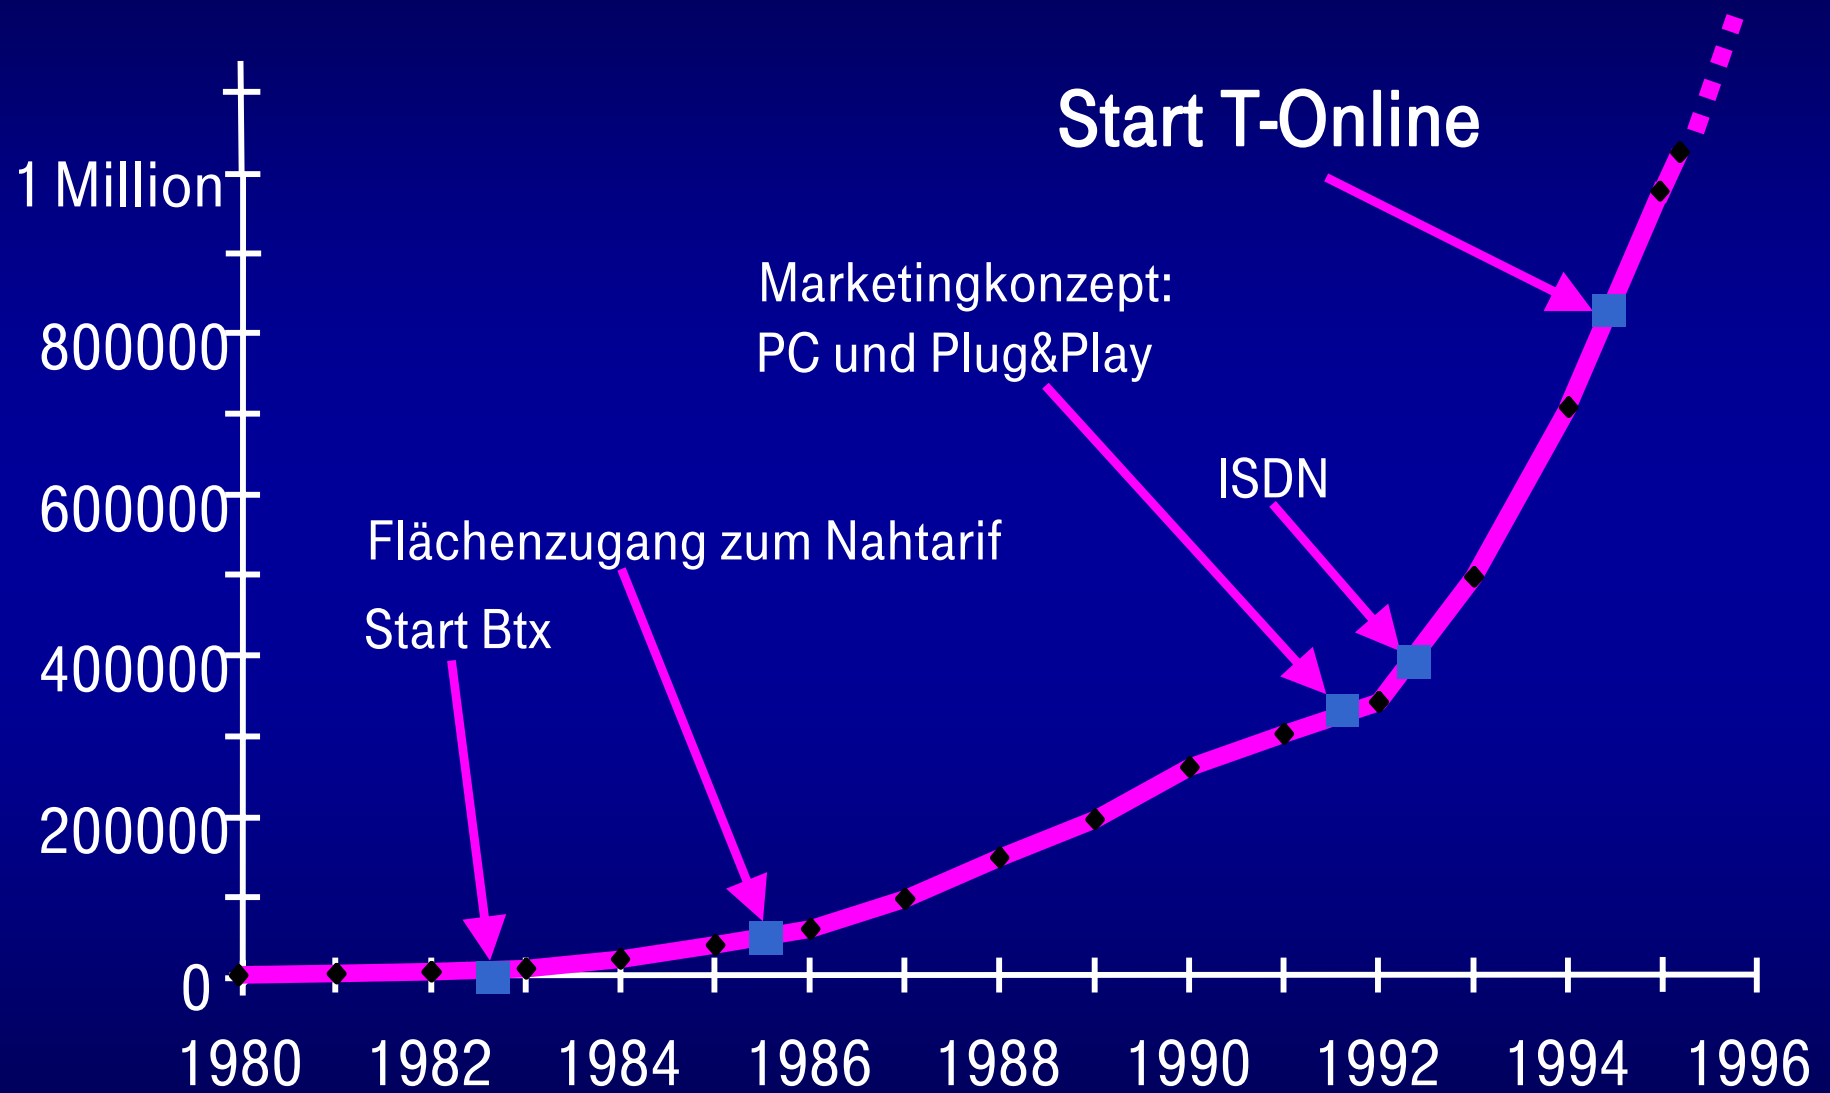 Start T-Online
1 Million
Marketingkonzept:
800000
PC und Plug&Play
ISDN
600000
Flächenzugang zum Nahtarif
Start Btx
400000
200000
0
1980 1982 1984 1986 1988 1990 1992 1994 1996